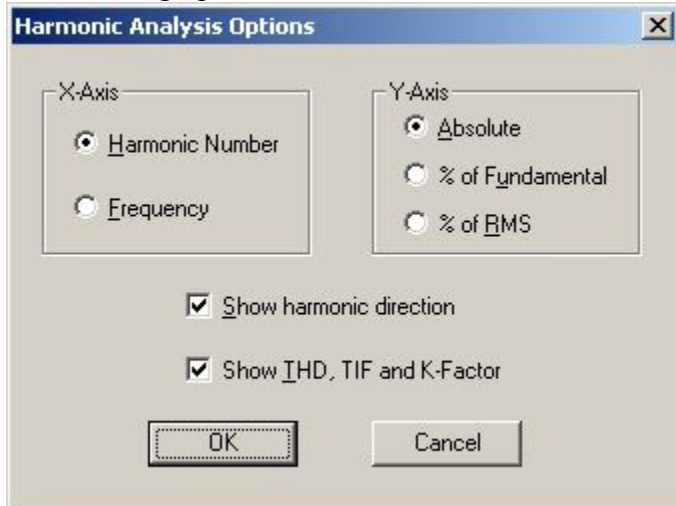 Harmonic Analysis Options
X-Axis
Harmonic Number
Frequency
Y-Axis
Absolute
% of Fundamental
% of RMS
Show harmonic direction
Show THD, TIF and K-Factor
OK
Cancel